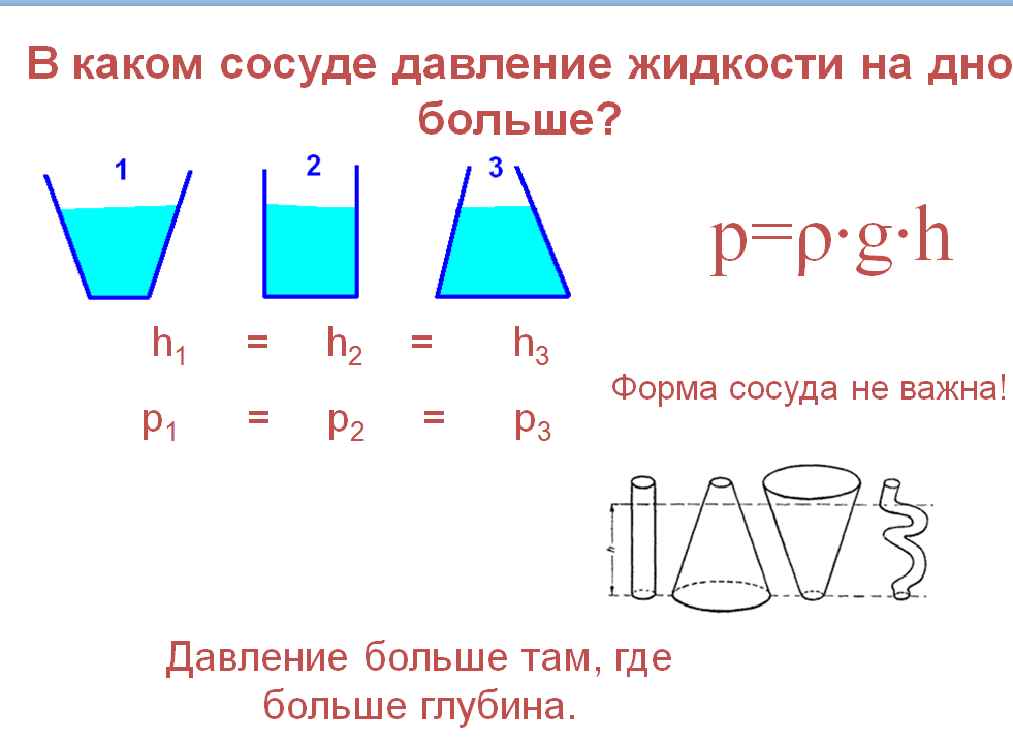 В каком сосуде давление жидкости на дно
больше?
1 2 3
p=ρ·g·h
h₁ = h₂ = h₃
Форма сосуда не важна!
p₁ = p₂ = p₃
h
Давление больше там, где
больше глубина.